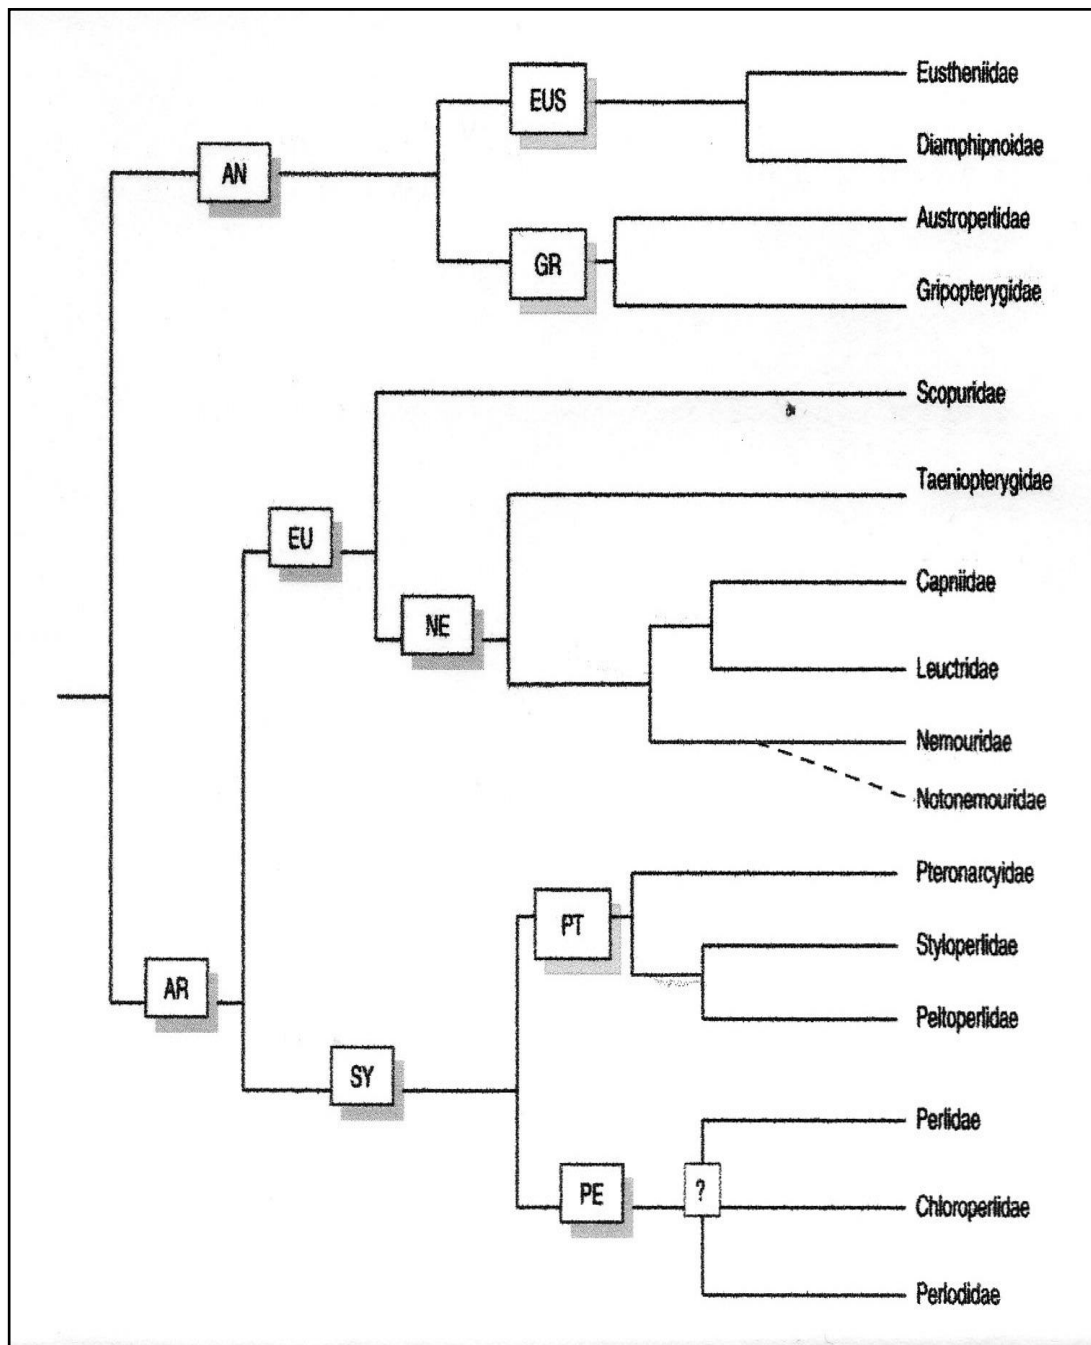 EUS
Eustheniidae
Diamphipnoidae
AN
Austroperlidae
GR
Gripopterygidae
Scopuridae
Taeniopterygidae
EU
Capniidae
NE
Leuctridae
Nemouridae
Notonemouridae
Pteronarcyidae
PT
Styloperlidae
AR
Peltoperlidae
SY
Perlidae
PE
?
Chloroperlidae
Perlodidae